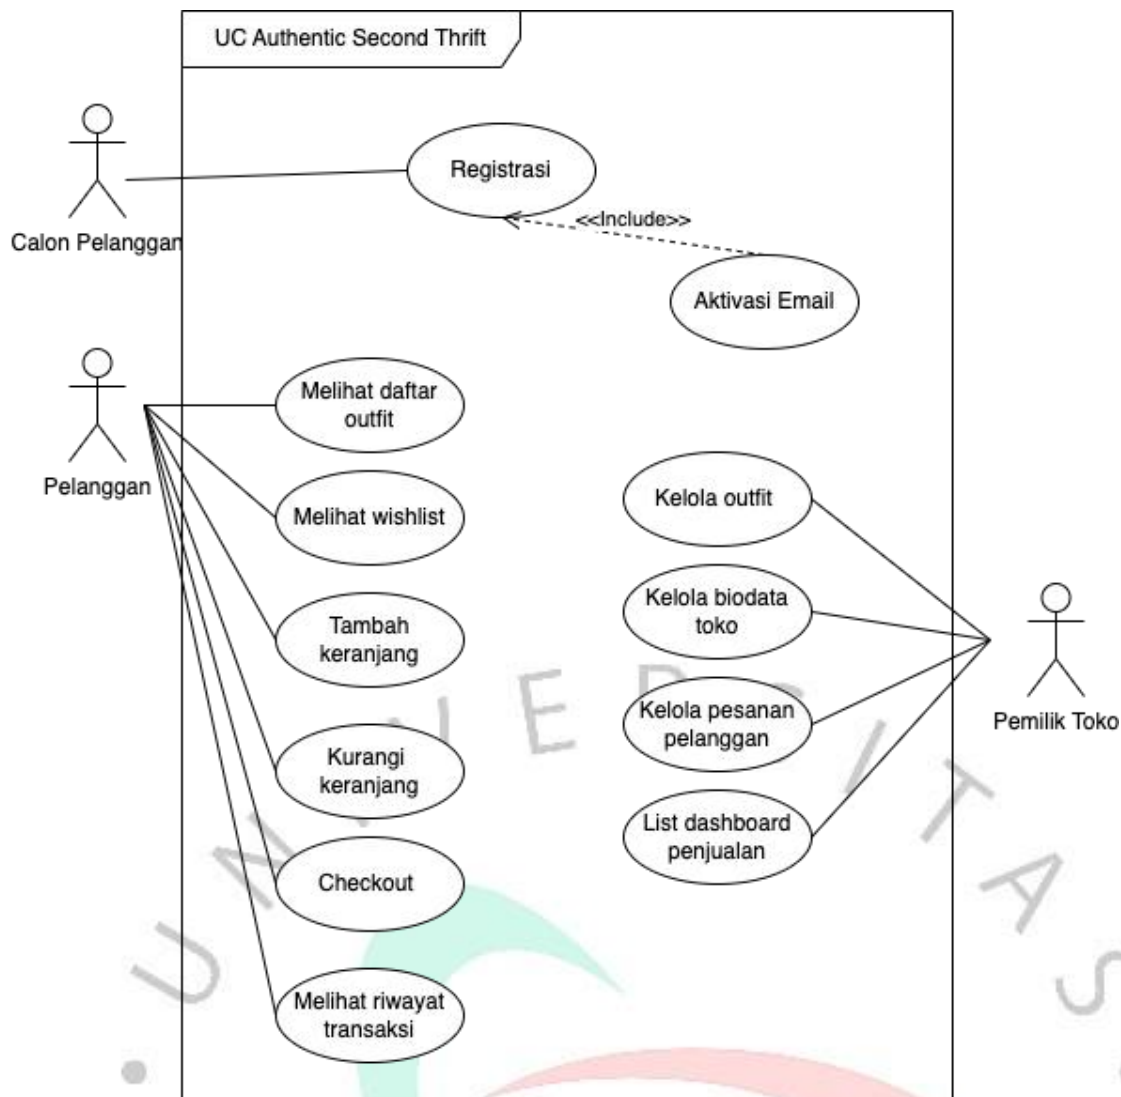 UC Authentic Second Thrift
Registrasi
<<Include>>
Calon Pelanggan
Aktivasi Email
Melihat daftar
outfit
Pelanggan
Melihat wishlist
Kelola outfit
Tambah
keranjang
Kelola biodata
toko
Kurangi
keranjang
Kelola pesanan
pelanggan
Pemilik Toko
List dashboard
penjualan
Checkout
Melihat riwayat
transaksi
UNIVERSITAS